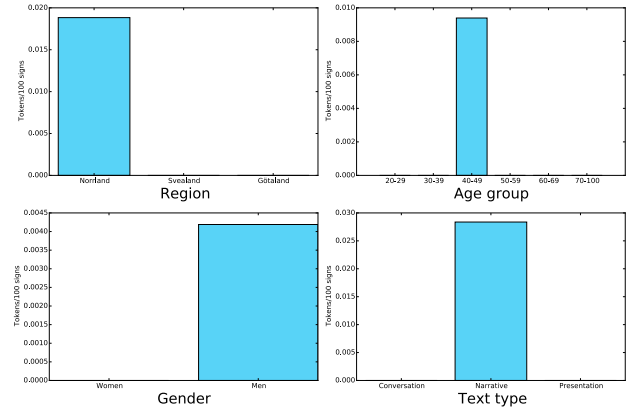 0.020
0.015
0.010
0.005
0.000
Tokens/100 signs
Norrland Svealand Götaland
Region
0.010
0.008
0.006
0.004
0.002
0.000
Tokens/100 signs
20-29 30-39 40-49 50-59 60-69 70-100
Age group
0.0045
0.0040
0.0035
0.0030
0.0025
0.0020
0.0015
0.0010
0.0005
0.0000
Tokens/100 signs
Women Men
Gender
0.030
0.025
0.020
0.015
0.010
0.005
0.000
Tokens/100 signs
Conversation Narrative Presentation
Text type